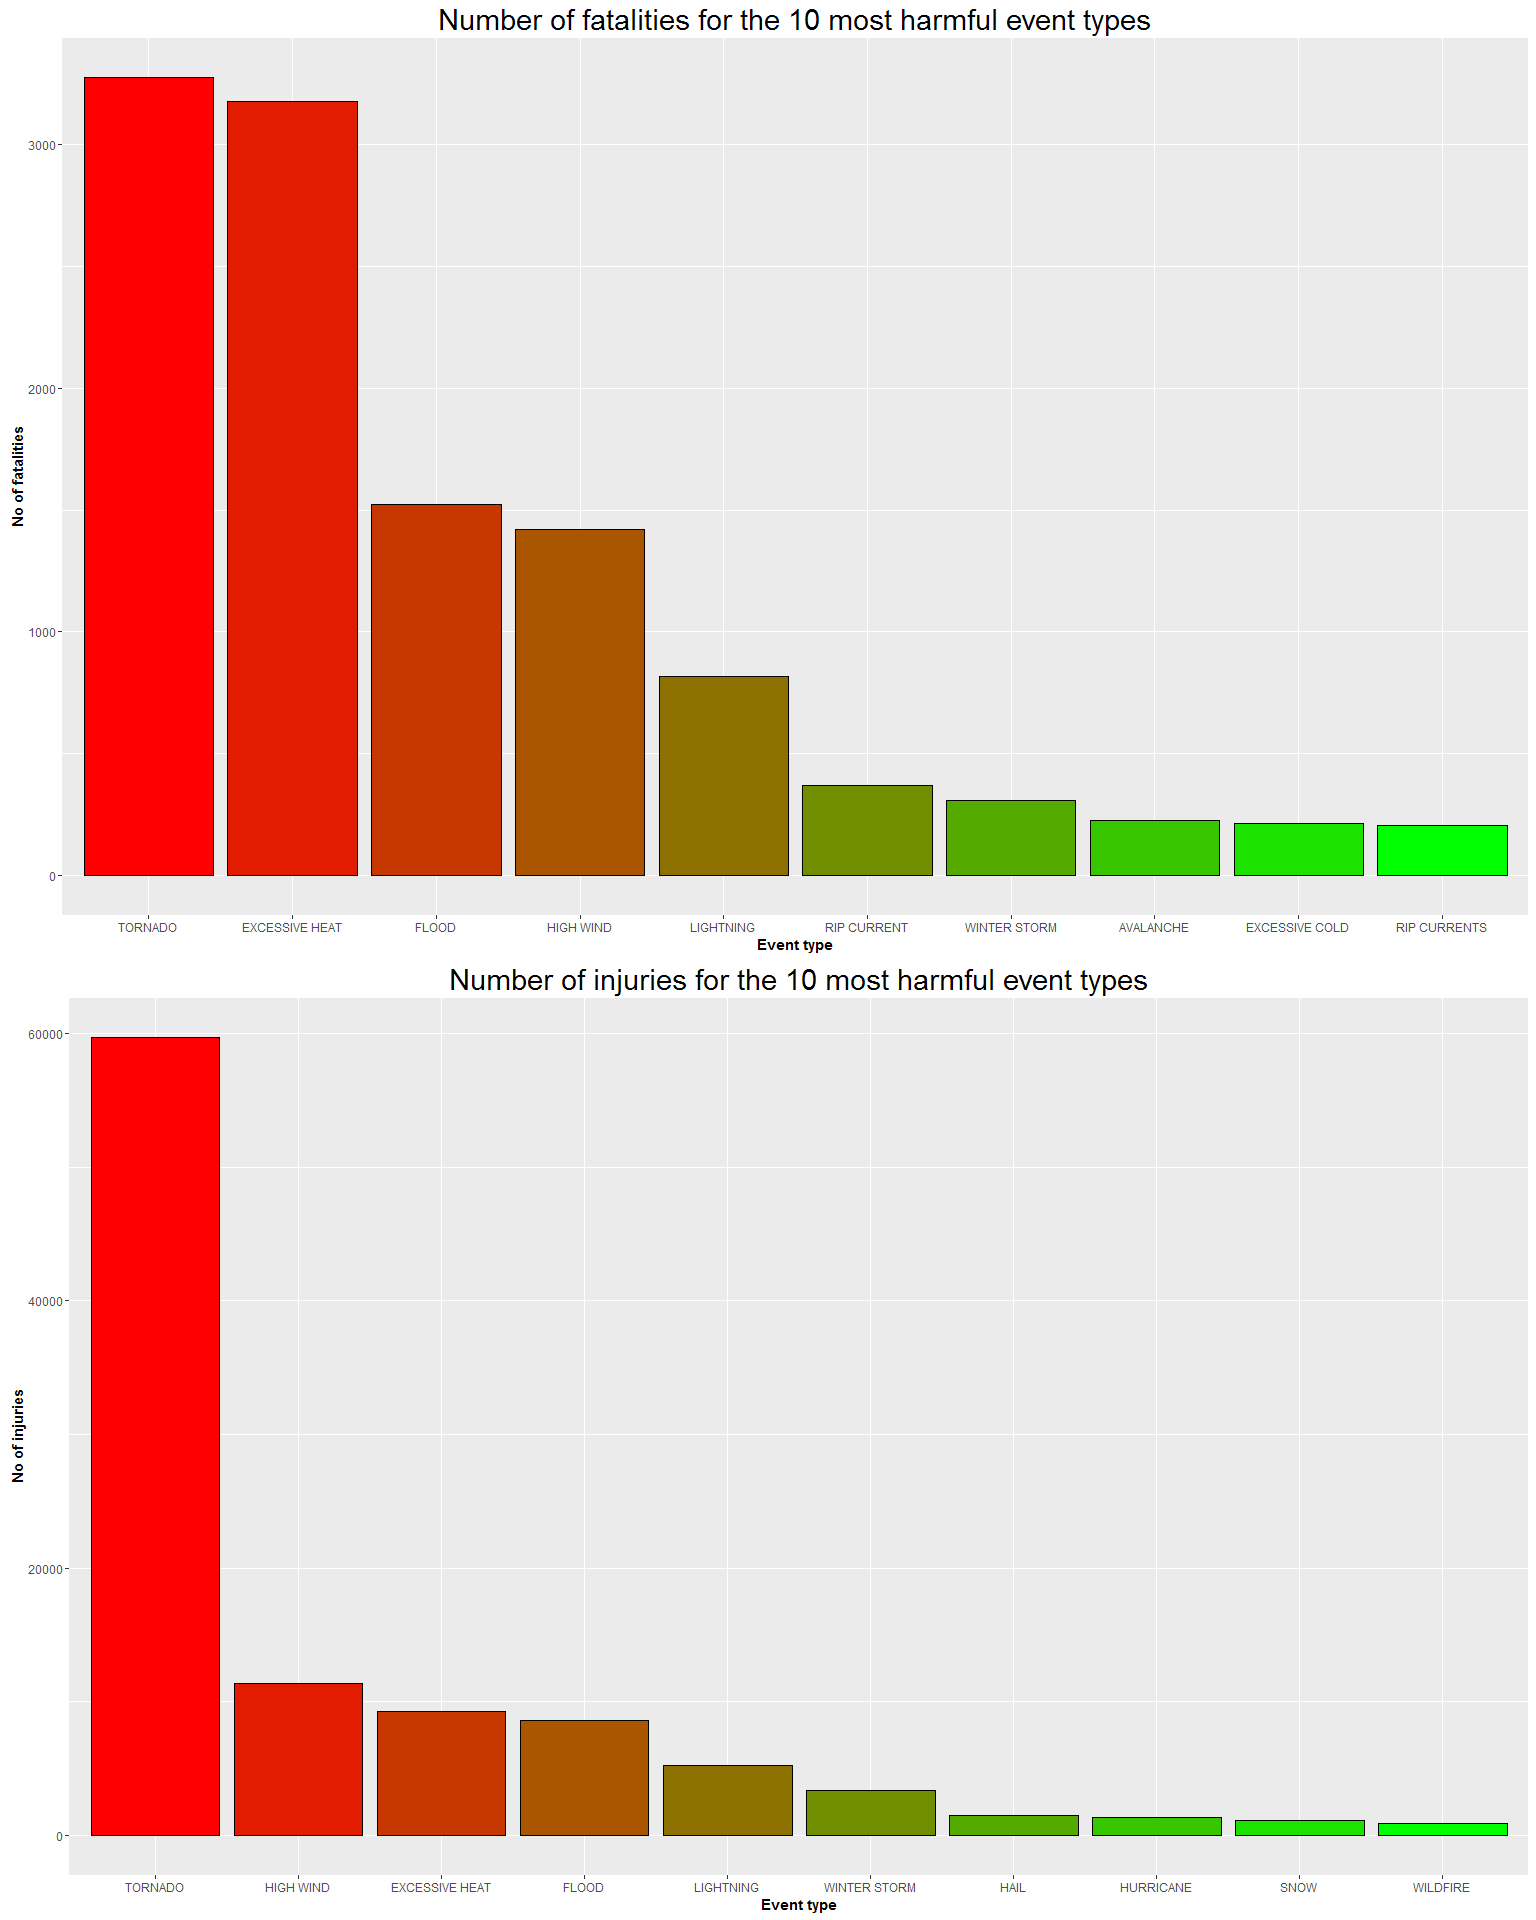 Number of fatalities for the 10 most harmful event types
No of fatalities
3000
2000
1000
0
TORNADO EXCESSIVE HEAT FLOOD HIGH WIND LIGHTNING RIP CURRENT WINTER STORM AVALANCHE EXCESSIVE COLD RIP CURRENTS
Event type
Number of injuries for the 10 most harmful event types
No of injuries
60000
40000
20000
0
TORNADO HIGH WIND EXCESSIVE HEAT FLOOD LIGHTNING WINTER STORM HAIL HURRICANE SNOW WILDFIRE
Event type